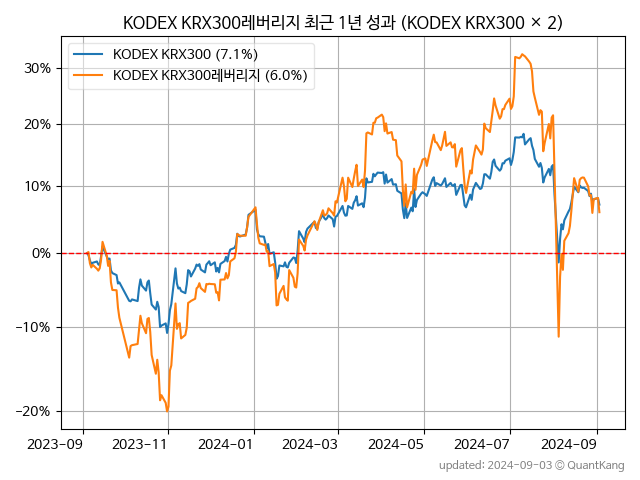 KODEX KRX300레버리지 최근 1년 성과 (KODEX KRX300 × 2)
KODEX KRX300 (7.1%)
KODEX KRX300레버리지 (6.0%)
30%
20%
10%
0%
−10%
−20%
2023-09 2023-11 2024-01 2024-03 2024-05 2024-07 2024-09
updated: 2024-09-03 © QuantKang